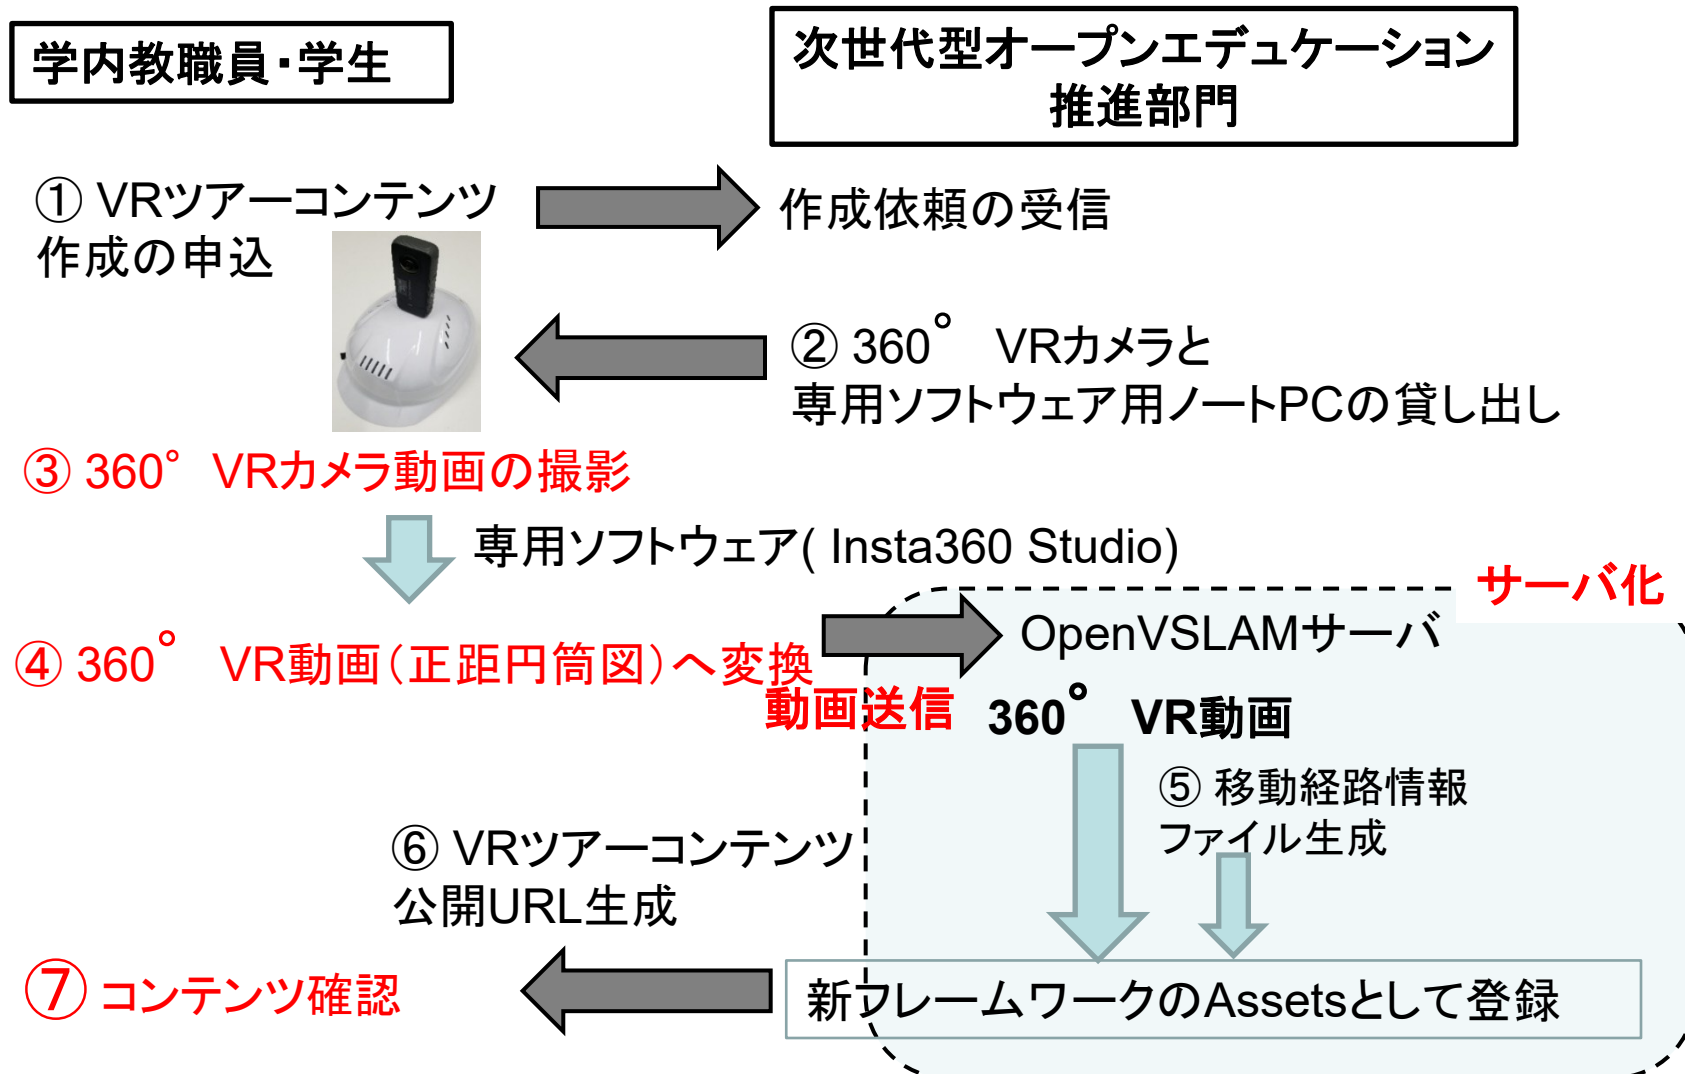 学内教職員・学生
次世代型オープンエデュケーション
推進部門
① VRツアーコンテンツ
作成の申込
作成依頼の受信
② 360° VRカメラと
専用ソフトウェア用ノートPCの貸し出し
③ 360° VRカメラ動画の撮影
専用ソフトウェア( Insta360 Studio)
サーバ化
④ 360° VR動画（正距円筒図）へ変換
動画送信
OpenVSLAMサーバ
360° VR動画
⑤ 移動経路情報
ファイル生成
⑥ VRツアーコンテンツ
公開URL生成
⑦ コンテンツ確認
新フレームワークのAssetsとして登録